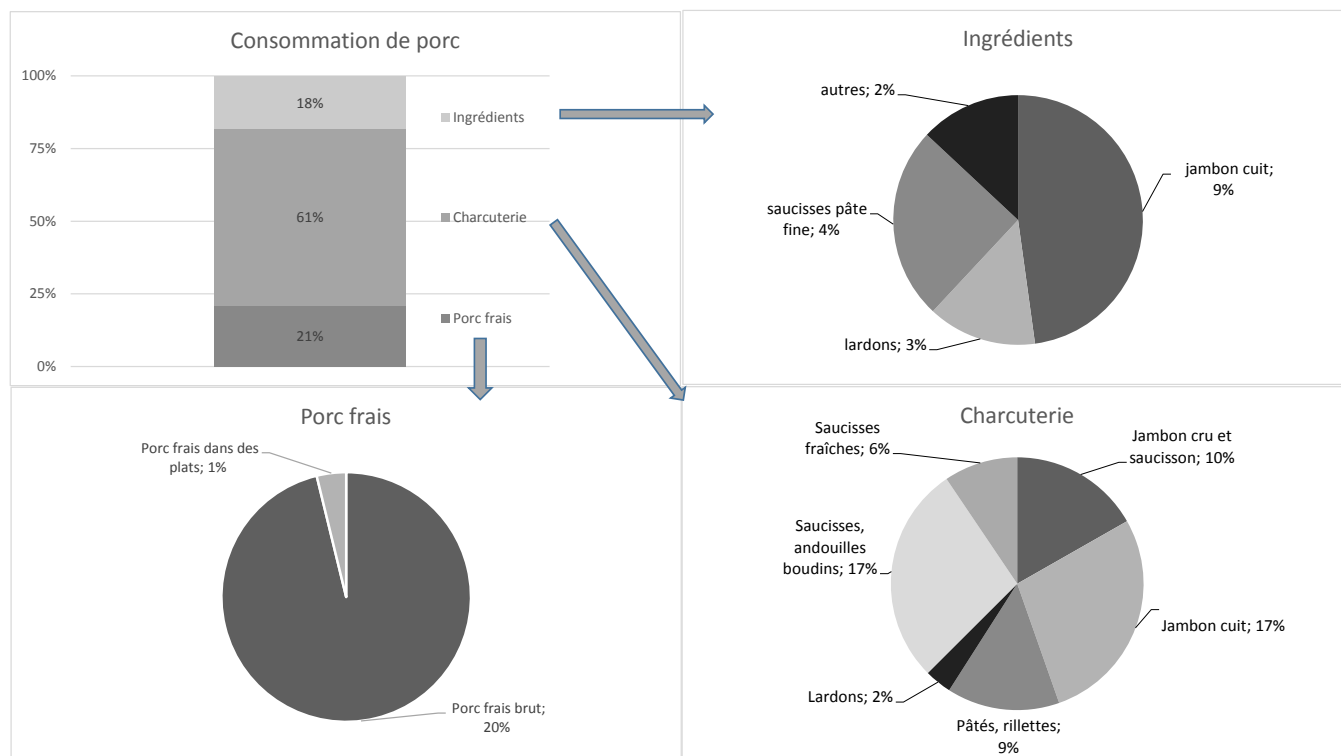 Consommation de porc
100%
75%
50%
25%
0%
18%
61%
21%
Ingrédients
Charcuterie
Porc frais
Ingrédients
autres; 2%
jambon cuit;
9%
saucisses pâte
fine; 4%
lardons; 3%
Porc frais
Porc frais dans des
plats; 1%
Porc frais brut;
20%
Charcuterie
Saucisses
fraîches; 6%
Jambon cru et
saucisson; 10%
Saucisses,
andouilles
boudins; 17%
Jambon cuit; 17%
Lardons; 2%
Pâtés, rillettes;
9%